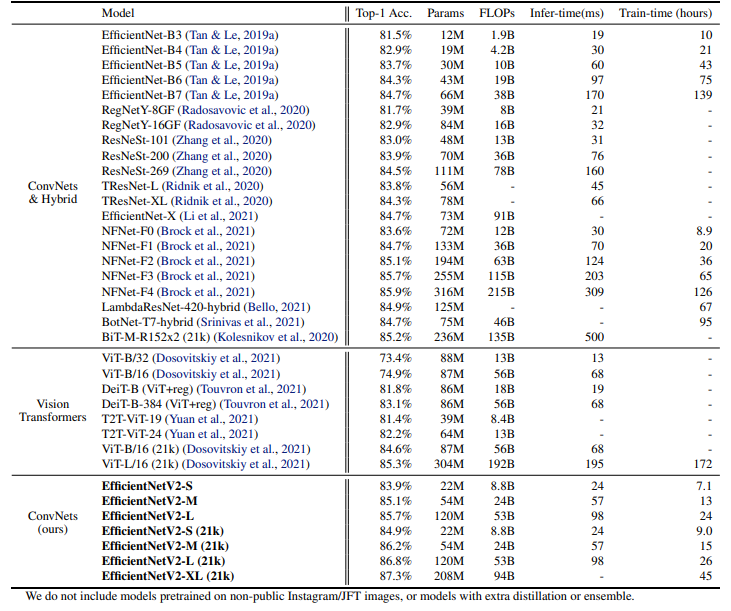 Model Top-1 Acc. Params FLOPs Infer-time(ms) Train-time (hours)
EfficientNet-B3 (Tan & Le, 2019a) 81.5% 12M 1.9B 19 10
EfficientNet-B4 (Tan & Le, 2019a) 82.9% 19M 4.2B 30 21
EfficientNet-B5 (Tan & Le, 2019a) 83.7% 30M 10B 60 43
EfficientNet-B6 (Tan & Le, 2019a) 84.3% 43M 19B 97 75
EfficientNet-B7 (Tan & Le, 2019a) 84.7% 66M 38B 170 139
RegNetY-8GF (Radosavovic et al., 2020) 81.7% 39M 8B 21 -
RegNetY-16GF (Radosavovic et al., 2020) 82.9% 84M 16B 32 -
ResNeSt-101 (Zhang et al., 2020) 83.0% 48M 13B 31 -
ResNeSt-200 (Zhang et al., 2020) 83.9% 70M 36B 76 -
ResNeSt-269 (Zhang et al., 2020) 84.5% 111M 78B 160 -
ConvNets TResNet-L (Ridnik et al., 2020) 83.8% 56M - 45 -
& Hybrid TResNet-XL (Ridnik et al., 2020) 84.3% 78M - 66 -
EfficientNet-X (Li et al., 2021) 84.7% 73M 91B - -
NFNet-F0 (Brock et al., 2021) 83.6% 72M 12B 30 8.9
NFNet-F1 (Brock et al., 2021) 84.7% 133M 36B 70 20
NFNet-F2 (Brock et al., 2021) 85.1% 194M 63B 124 36
NFNet-F3 (Brock et al., 2021) 85.7% 255M 115B 203 65
NFNet-F4 (Brock et al., 2021) 85.9% 316M 215B 309 126
LambdaResNet-420-hybrid (Bello, 2021) 84.9% 125M - - 67
BotNet-T7-hybrid (Srinivas et al., 2021) 84.7% 75M 46B - 95
BiT-M-R152x2 (21k) (Kolesnikov et al., 2020) 85.2% 236M 135B 500 -
ViT-B/32 (Dosovitskiy et al., 2021) 73.4% 88M 13B 13 -
ViT-B/16 (Dosovitskiy et al., 2021) 74.9% 87M 56B 68 -
DeiT-B (ViT+reg) (Touvron et al., 2021) 81.8% 86M 18B 19 -
Vision DeiT-B-384 (ViT+reg) (Touvron et al., 2021) 83.1% 86M 56B 68 -
Transformers T2T-ViT-19 (Yuan et al., 2021) 81.4% 39M 8.4B - -
T2T-ViT-24 (Yuan et al., 2021) 82.2% 64M 13B - -
ViT-B/16 (21k) (Dosovitskiy et al., 2021) 84.6% 87M 56B 68 -
ViT-L/16 (21k) (Dosovitskiy et al., 2021) 85.3% 304M 192B 195 172
EfficientNetV2-S 83.9% 22M 8.8B 24 7.1
EfficientNetV2-M 85.1% 54M 24B 57 13
ConvNets EfficientNetV2-L 85.7% 120M 53B 98 24
(ours) EfficientNetV2-S (21k) 84.9% 22M 8.8B 24 9.0
EfficientNetV2-M (21k) 86.2% 54M 24B 57 15
EfficientNetV2-L (21k) 86.8% 120M 53B 98 26
EfficientNetV2-XL (21k) 87.3% 208M 94B - 45
We do not include models pretrained on non-public Instagram/JFT images, or models with extra distillation or ensemble.